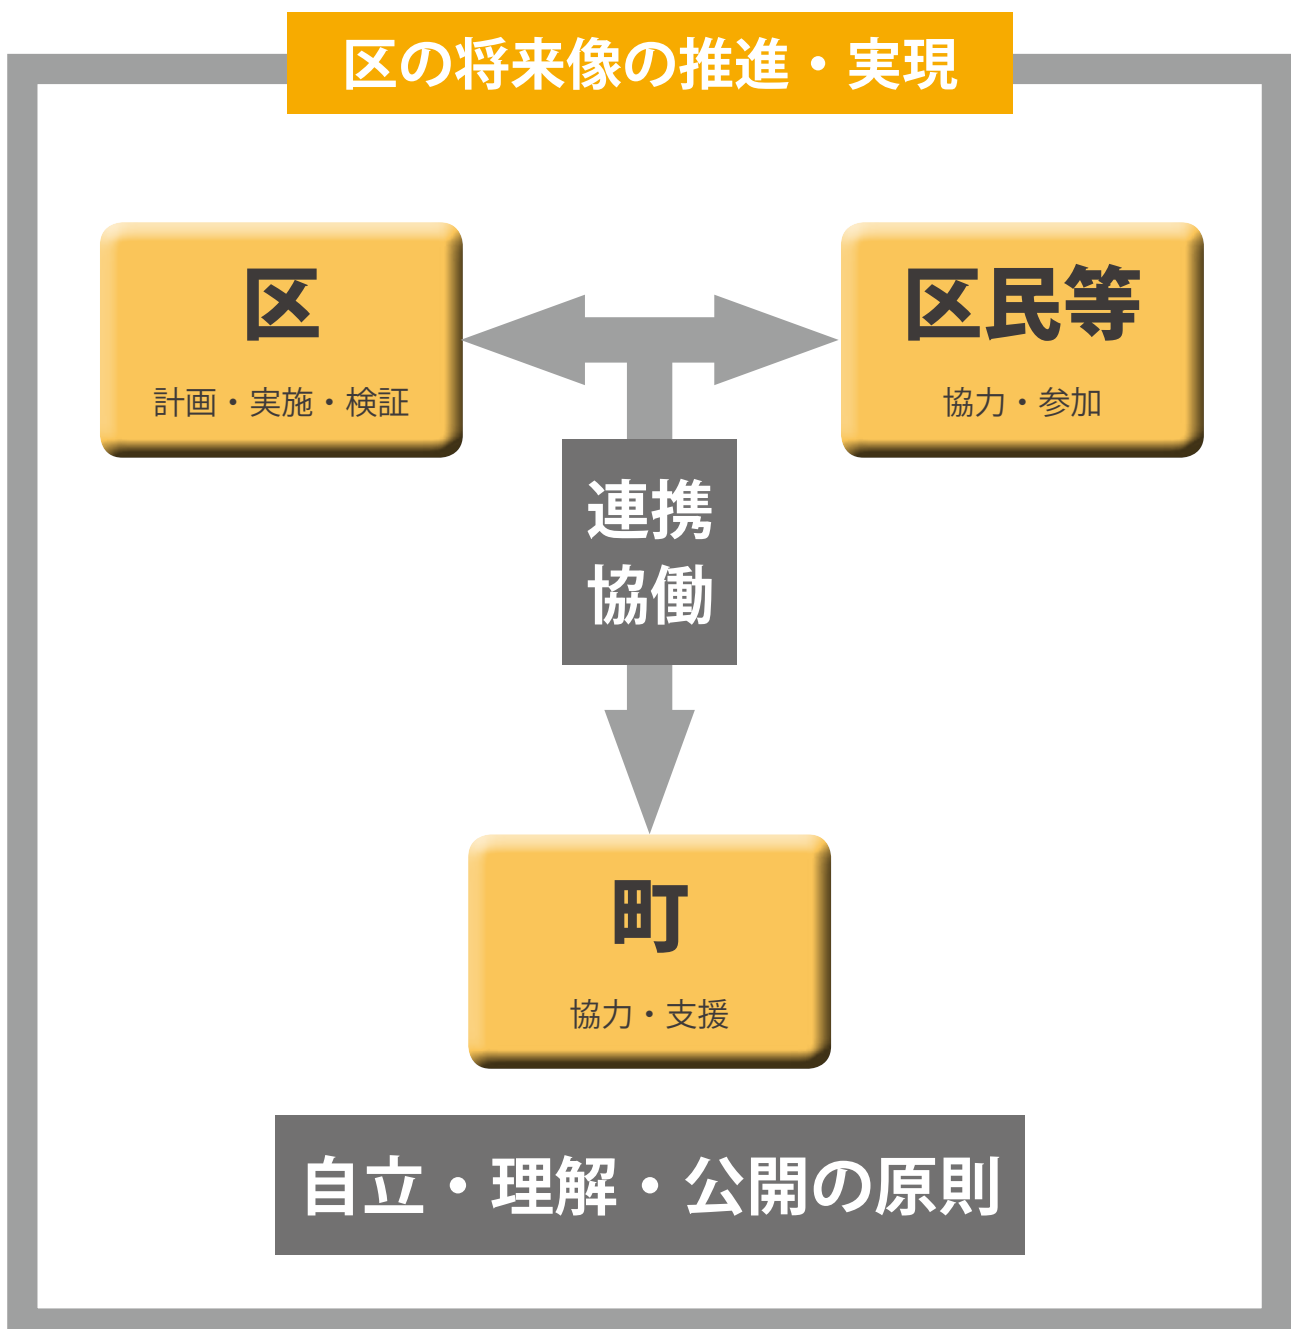 区の将来像の推進・実現
区
計画・実施・検証
区民等
協力・参加
連携
協働
町
協力・支援
自立・理解・公開の原則